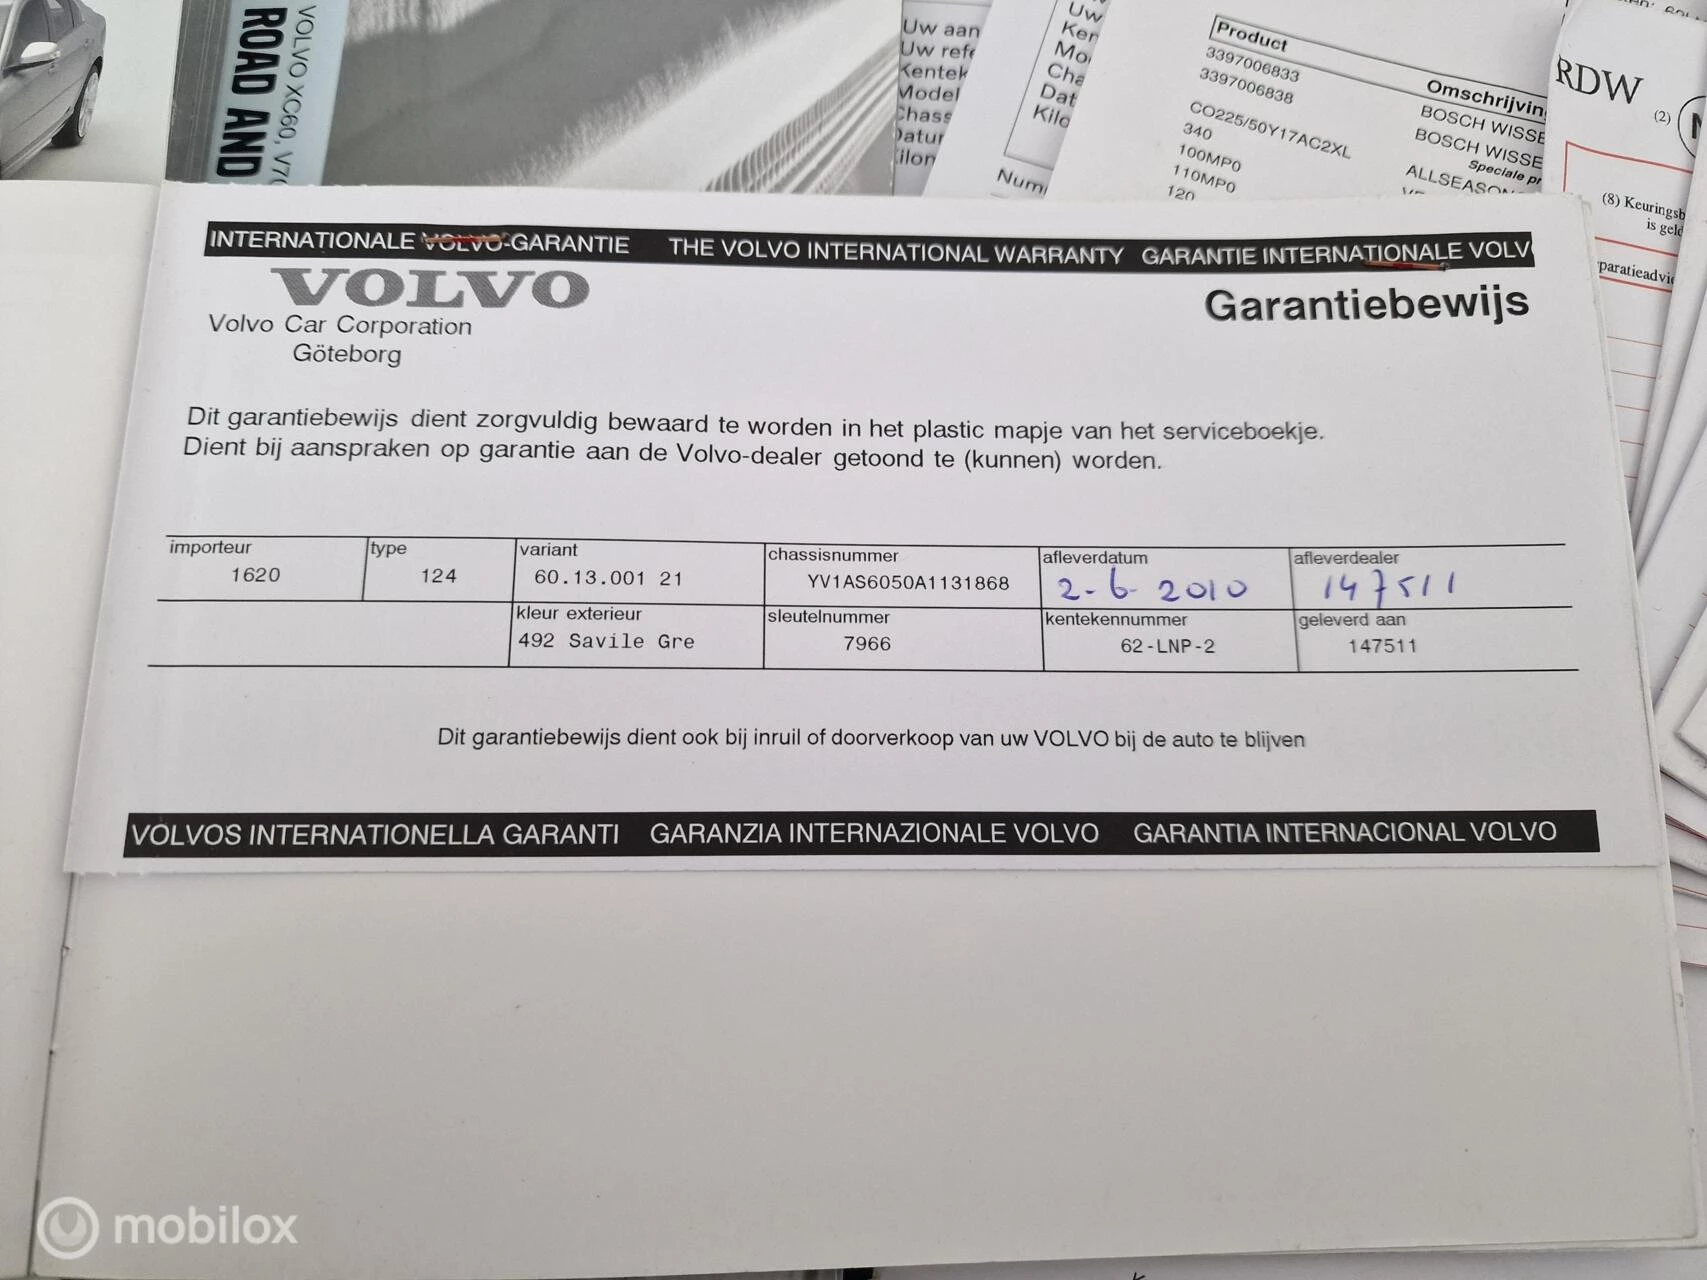 VOLVO XC60, V70
ROAD AND
Uw aan
Uw refe
Kentek
Model
Chass
Datur
Kilon
Uw
Ken
Mo
Cha
Dat
Kilo
Num
Product
Omschrijvin
3397006833
BOSCH WISSE
3397006838
BOSCH WISSE
Speciale pr
CO225/50Y17AC2XL
ALLSEASON
340
100MP0
110MP0
120
RDW
(2)
(8) Keuringsb
is geld
paratieadvie
INTERNATIONALE VOLVO-GARANTIE THE VOLVO INTERNATIONAL WARRANTY GARANTIE INTERNATIONALE VOLV
VOLVO
Volvo Car Corporation
Göteborg
Garantiebewijs
Dit garantiebewijs dient zorgvuldig bewaard te worden in het plastic mapje van het serviceboekje.
Dient bij aanspraken op garantie aan de Volvo-dealer getoond te (kunnen) worden.
importeur type variant chassisnummer afleverdatum afleverdealer
1620 124 60.13.001 21 YV1AS6050A1131868 2-6-2010 147511
kleur exterieur sleutelnummer kentekennummer geleverd aan
492 Savile Gre 7966 62-LNP-2 147511
Dit garantiebewijs dient ook bij inruil of doorverkoop van uw VOLVO bij de auto te blijven
VOLVOS INTERNATIONELLA GARANTI GARANZIA INTERNAZIONALE VOLVO GARANTIA INTERNACIONAL VOLVO
mobilox